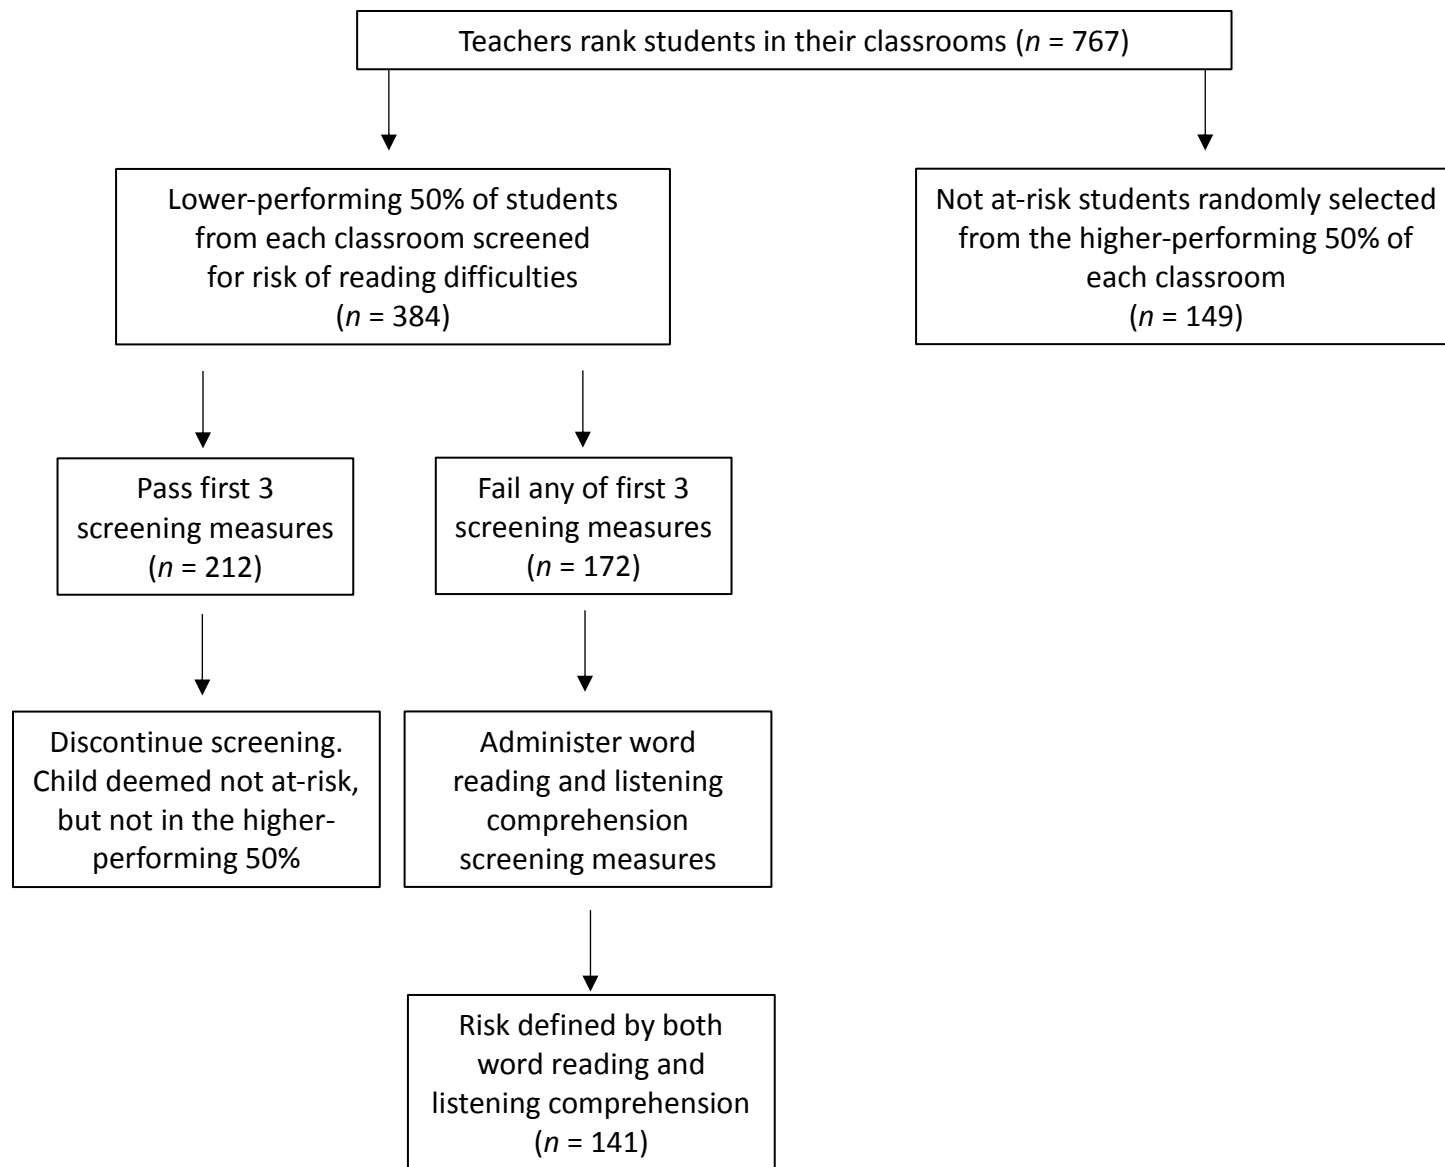 Teachers rank students in their classrooms (n = 767)
Lower-performing 50% of students
from each classroom screened
for risk of reading difficulties
(n = 384)
Not at-risk students randomly selected
from the higher-performing 50% of
each classroom
(n = 149)
Pass first 3
screening measures
(n = 212)
Fail any of first 3
screening measures
(n = 172)
Discontinue screening.
Child deemed not at-risk,
but not in the higher-
performing 50%
Administer word
reading and listening
comprehension
screening measures
Risk defined by both
word reading and
listening comprehension
(n = 141)